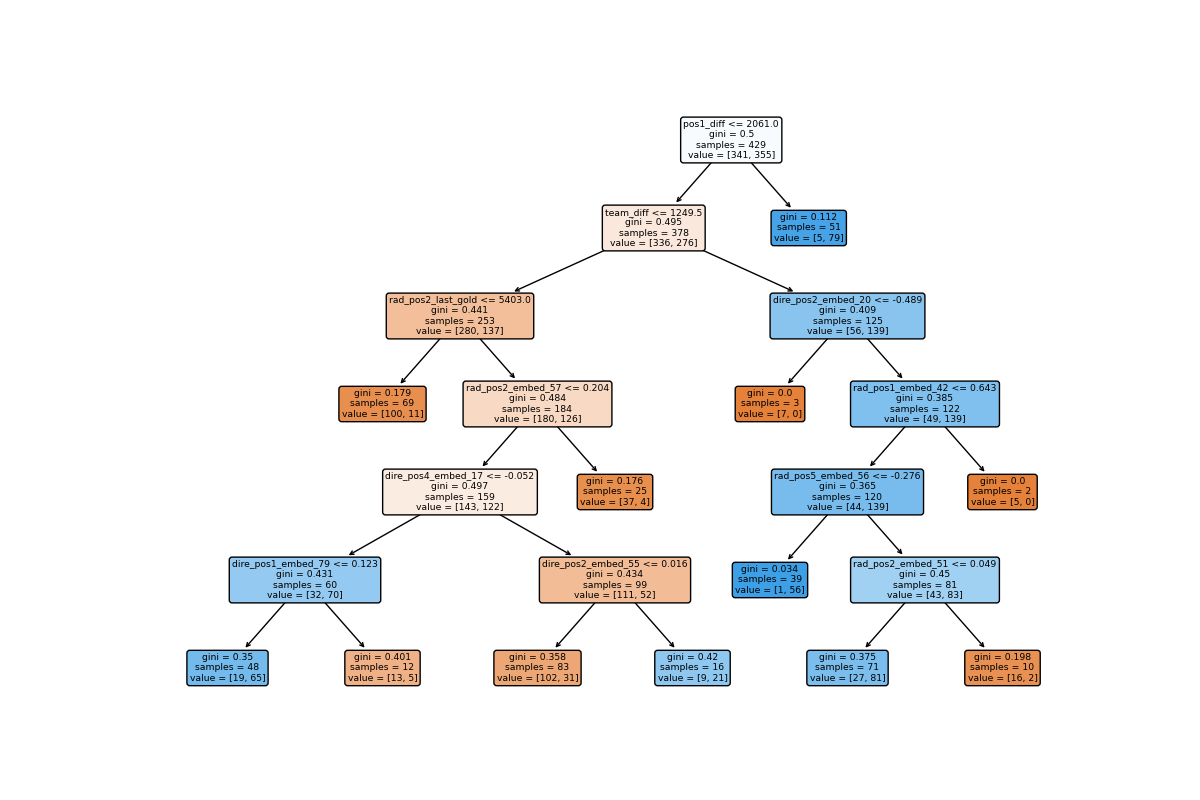 pos1_diff <= 2061.0
gini = 0.5
samples = 429
value = [341, 355]
team_diff <= 1249.5
gini = 0.495
samples = 378
value = [336, 276]
gini = 0.112
samples = 51
value = [5, 79]
rad_pos2_last_gold <= 5403.0
gini = 0.441
samples = 253
value = [280, 137]
dire_pos2_embed_20 <= -0.489
gini = 0.409
samples = 125
value = [56, 139]
gini = 0.179
samples = 69
value = [100, 11]
rad_pos2_embed_57 <= 0.204
gini = 0.484
samples = 184
value = [180, 126]
gini = 0.0
samples = 3
value = [7, 0]
rad_pos1_embed_42 <= 0.643
gini = 0.385
samples = 122
value = [49, 139]
dire_pos4_embed_17 <= -0.052
gini = 0.497
samples = 159
value = [143, 122]
gini = 0.176
samples = 25
value = [37, 4]
rad_pos5_embed_56 <= -0.276
gini = 0.365
samples = 120
value = [44, 139]
gini = 0.0
samples = 2
value = [5, 0]
dire_pos1_embed_79 <= 0.123
gini = 0.431
samples = 60
value = [32, 70]
dire_pos2_embed_55 <= 0.016
gini = 0.434
samples = 99
value = [111, 52]
gini = 0.034
samples = 39
value = [1, 56]
rad_pos2_embed_51 <= 0.049
gini = 0.45
samples = 81
value = [43, 83]
gini = 0.35
samples = 48
value = [19, 65]
gini = 0.401
samples = 12
value = [13, 5]
gini = 0.358
samples = 83
value = [102, 31]
gini = 0.42
samples = 16
value = [9, 21]
gini = 0.375
samples = 71
value = [27, 81]
gini = 0.198
samples = 10
value = [16, 2]